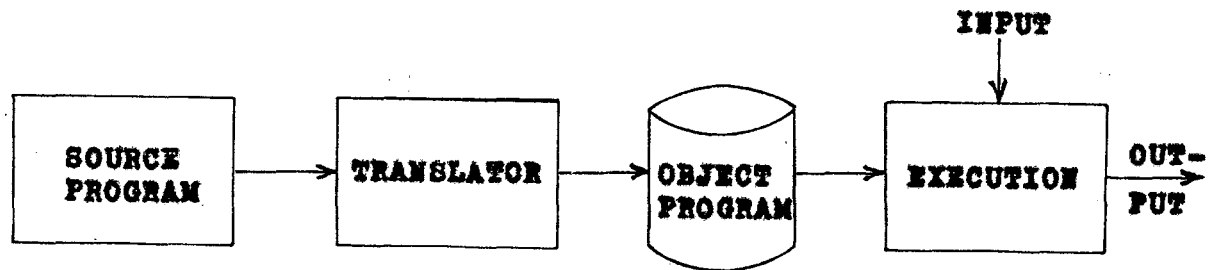 INPUT
SOURCE
PROGRAM
TRANSLATOR
OBJECT
PROGRAM
EXECUTION
OUT-
PUT